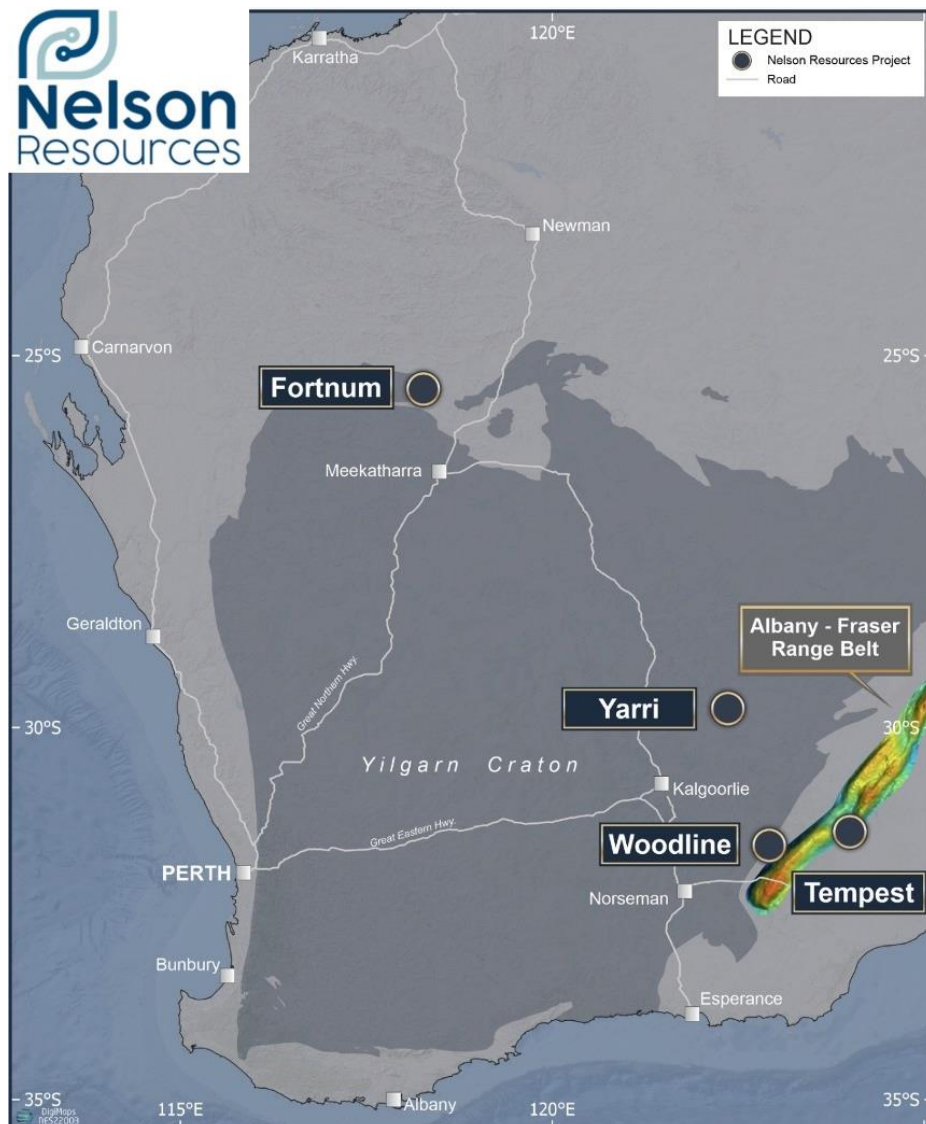 Nelson
Resources
120°E
LEGEND
Nelson Resources Project
Road
Karratha
Newman
25°S
Carnarvon
25°S
Fortnum
Meekatharra
Geraldton
Albany - Fraser
Range Belt
Great Northern Hwy.
Yarri
30°S
30°S
Yilgarn Craton
Kalgoorlie
Great Eastern Hwy.
Woodline
PERTH
Norseman
Tempest
Bunbury
Esperance
35°S
35°S
DigiMaps
NES22003
115°E
Albany
120°E